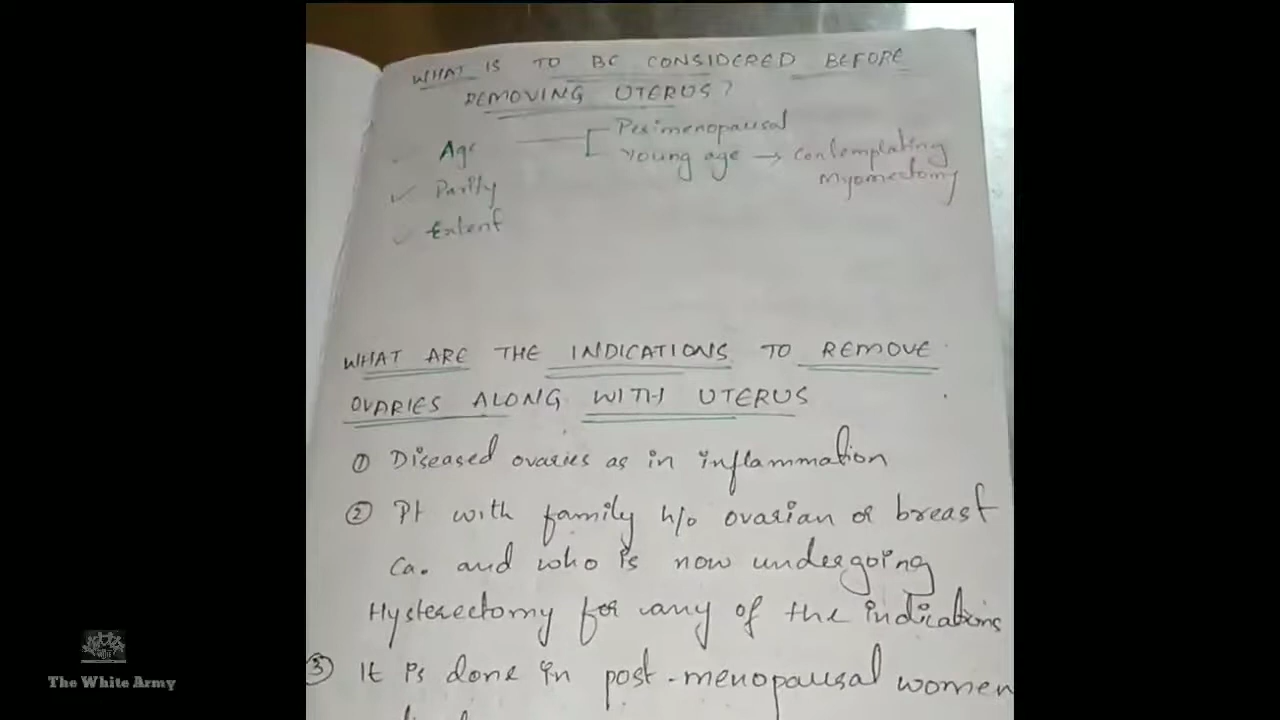 WHAT IS TO BE CONSIDERED BEFORE
REMOVING UTERUS?
Age
Perimenopausal
Young age → Contemplating
Myomectomy
✓ Parity
✓ Extent
WHAT ARE THE INDICATIONS TO REMOVE
OVARIES ALONG WITH UTERUS
① Diseased ovaries as in inflammation
② Pt with family h/o ovarian or breast
Ca. and who is now undergoing
Hysterectomy for any of the indications
③ It is done in post-menopausal women
The White Army